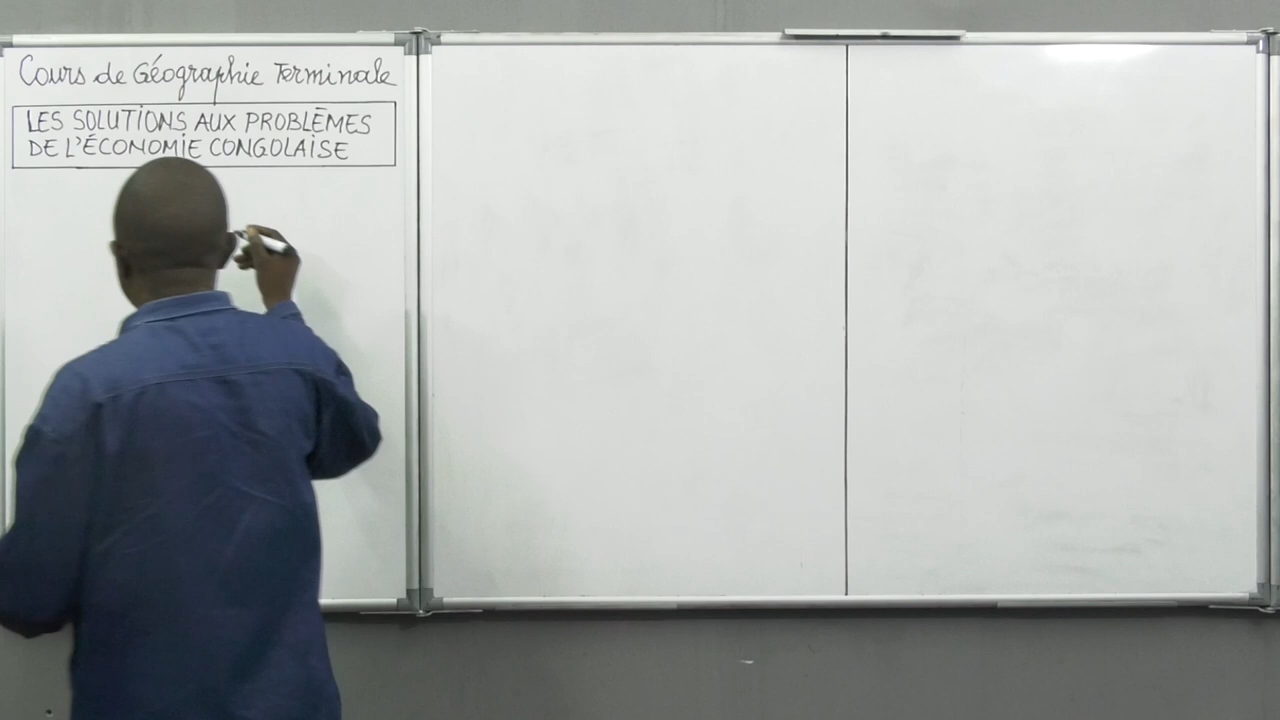 Cours de Géographie Terminale
LES SOLUTIONS AUX PROBLÈMES
DE L'ÉCONOMIE CONGOLAISE